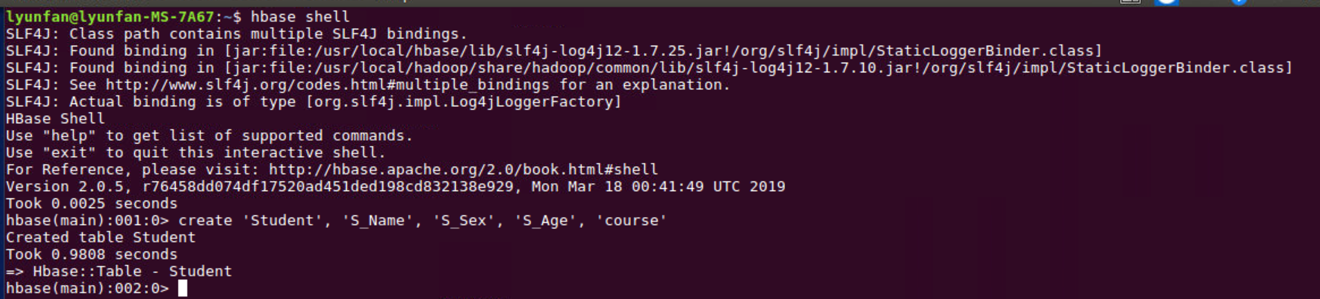 lyunfan@lyunfan-MS-7A67:~$ hbase shell
SLF4J: Class path contains multiple SLF4J bindings.
SLF4J: Found binding in [jar:file:/usr/local/hbase/lib/slf4j-log4j12-1.7.25.jar!/org/slf4j/impl/StaticLoggerBinder.class]
SLF4J: Found binding in [jar:file:/usr/local/hadoop/share/hadoop/common/lib/slf4j-log4j12-1.7.10.jar!/org/slf4j/impl/StaticLoggerBinder.class]
SLF4J: See http://www.slf4j.org/codes.html#multiple_bindings for an explanation.
SLF4J: Actual binding is of type [org.slf4j.impl.Log4jLoggerFactory]
HBase Shell
Use "help" to get list of supported commands.
Use "exit" to quit this interactive shell.
For Reference, please visit: http://hbase.apache.org/2.0/book.html#shell
Version 2.0.5, r76458dd074df17520ad451ded198cd832138e929, Mon Mar 18 00:41:49 UTC 2019
Took 0.0025 seconds
hbase(main):001:0> create 'Student', 'S_Name', 'S_Sex', 'S_Age', 'course'
Created table Student
Took 0.9808 seconds
=> Hbase::Table - Student
hbase(main):002:0>